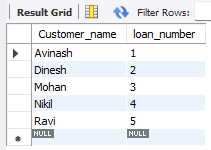 Result Grid Filter Rows:
Customer_name loan_number
Avinash 1
Dinesh 2
Mohan 3
Nikil 4
Ravi 5
NULL NULL